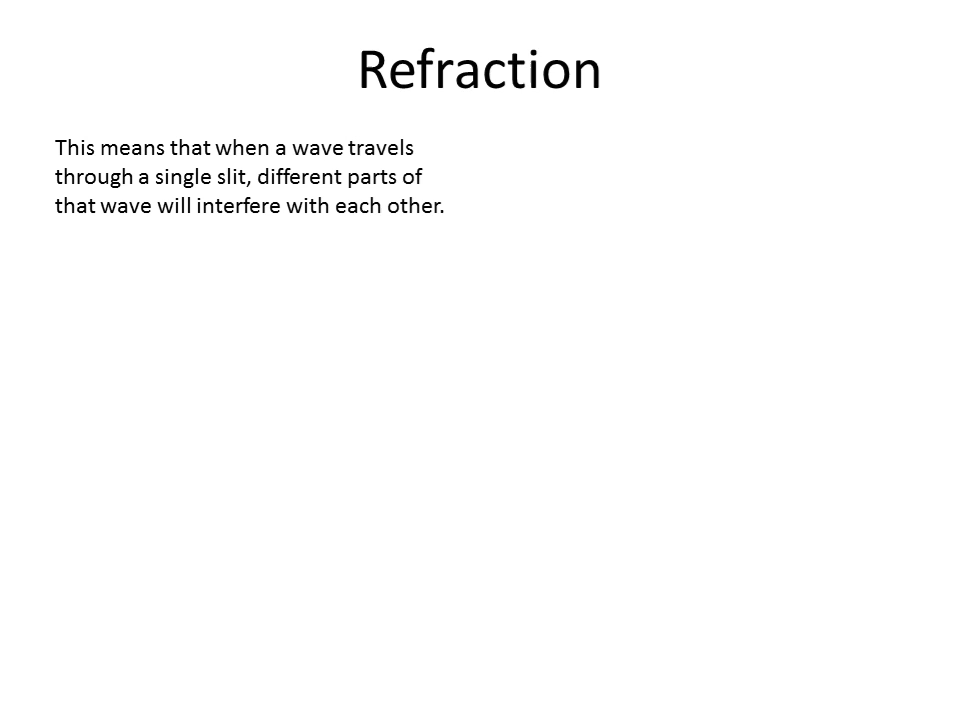 Refraction
This means that when a wave travels
through a single slit, different parts of
that wave will interfere with each other.